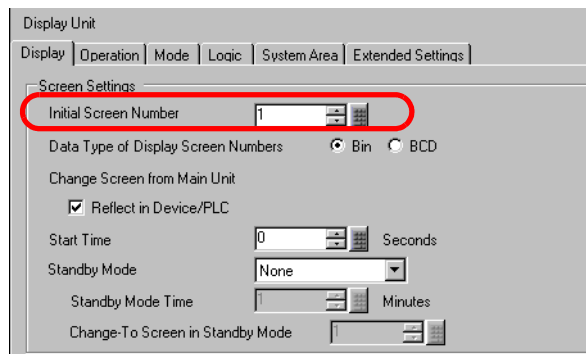 Display Unit
Display Operation Mode Logic System Area Extended Settings
Screen Settings
Initial Screen Number 1
Data Type of Display Screen Numbers Bin BCD
Change Screen from Main Unit
Reflect in Device/PLC
Start Time 0 Seconds
Standby Mode None
Standby Mode Time 1 Minutes
Change-To Screen in Standby Mode 1